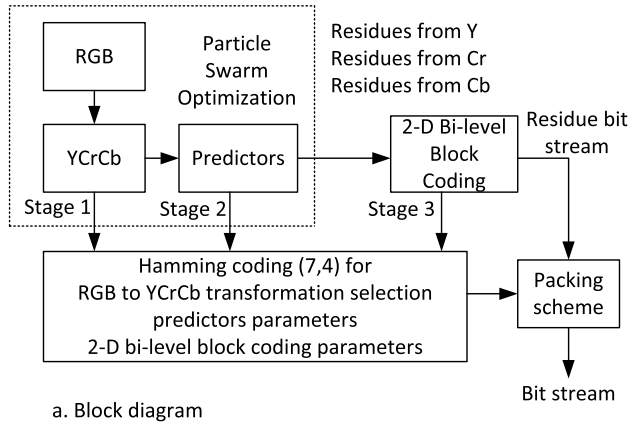 RGB
Particle
Swarm
Optimization
Residues from Y
Residues from Cr
Residues from Cb
YCrCb
Predictors
2-D Bi-level
Block
Coding
Residue bit
stream
Stage 1
Stage 2
Stage 3
Hamming coding (7,4) for
RGB to YCrCb transformation selection
predictors parameters
2-D bi-level block coding parameters
Packing
scheme
Bit stream
a. Block diagram